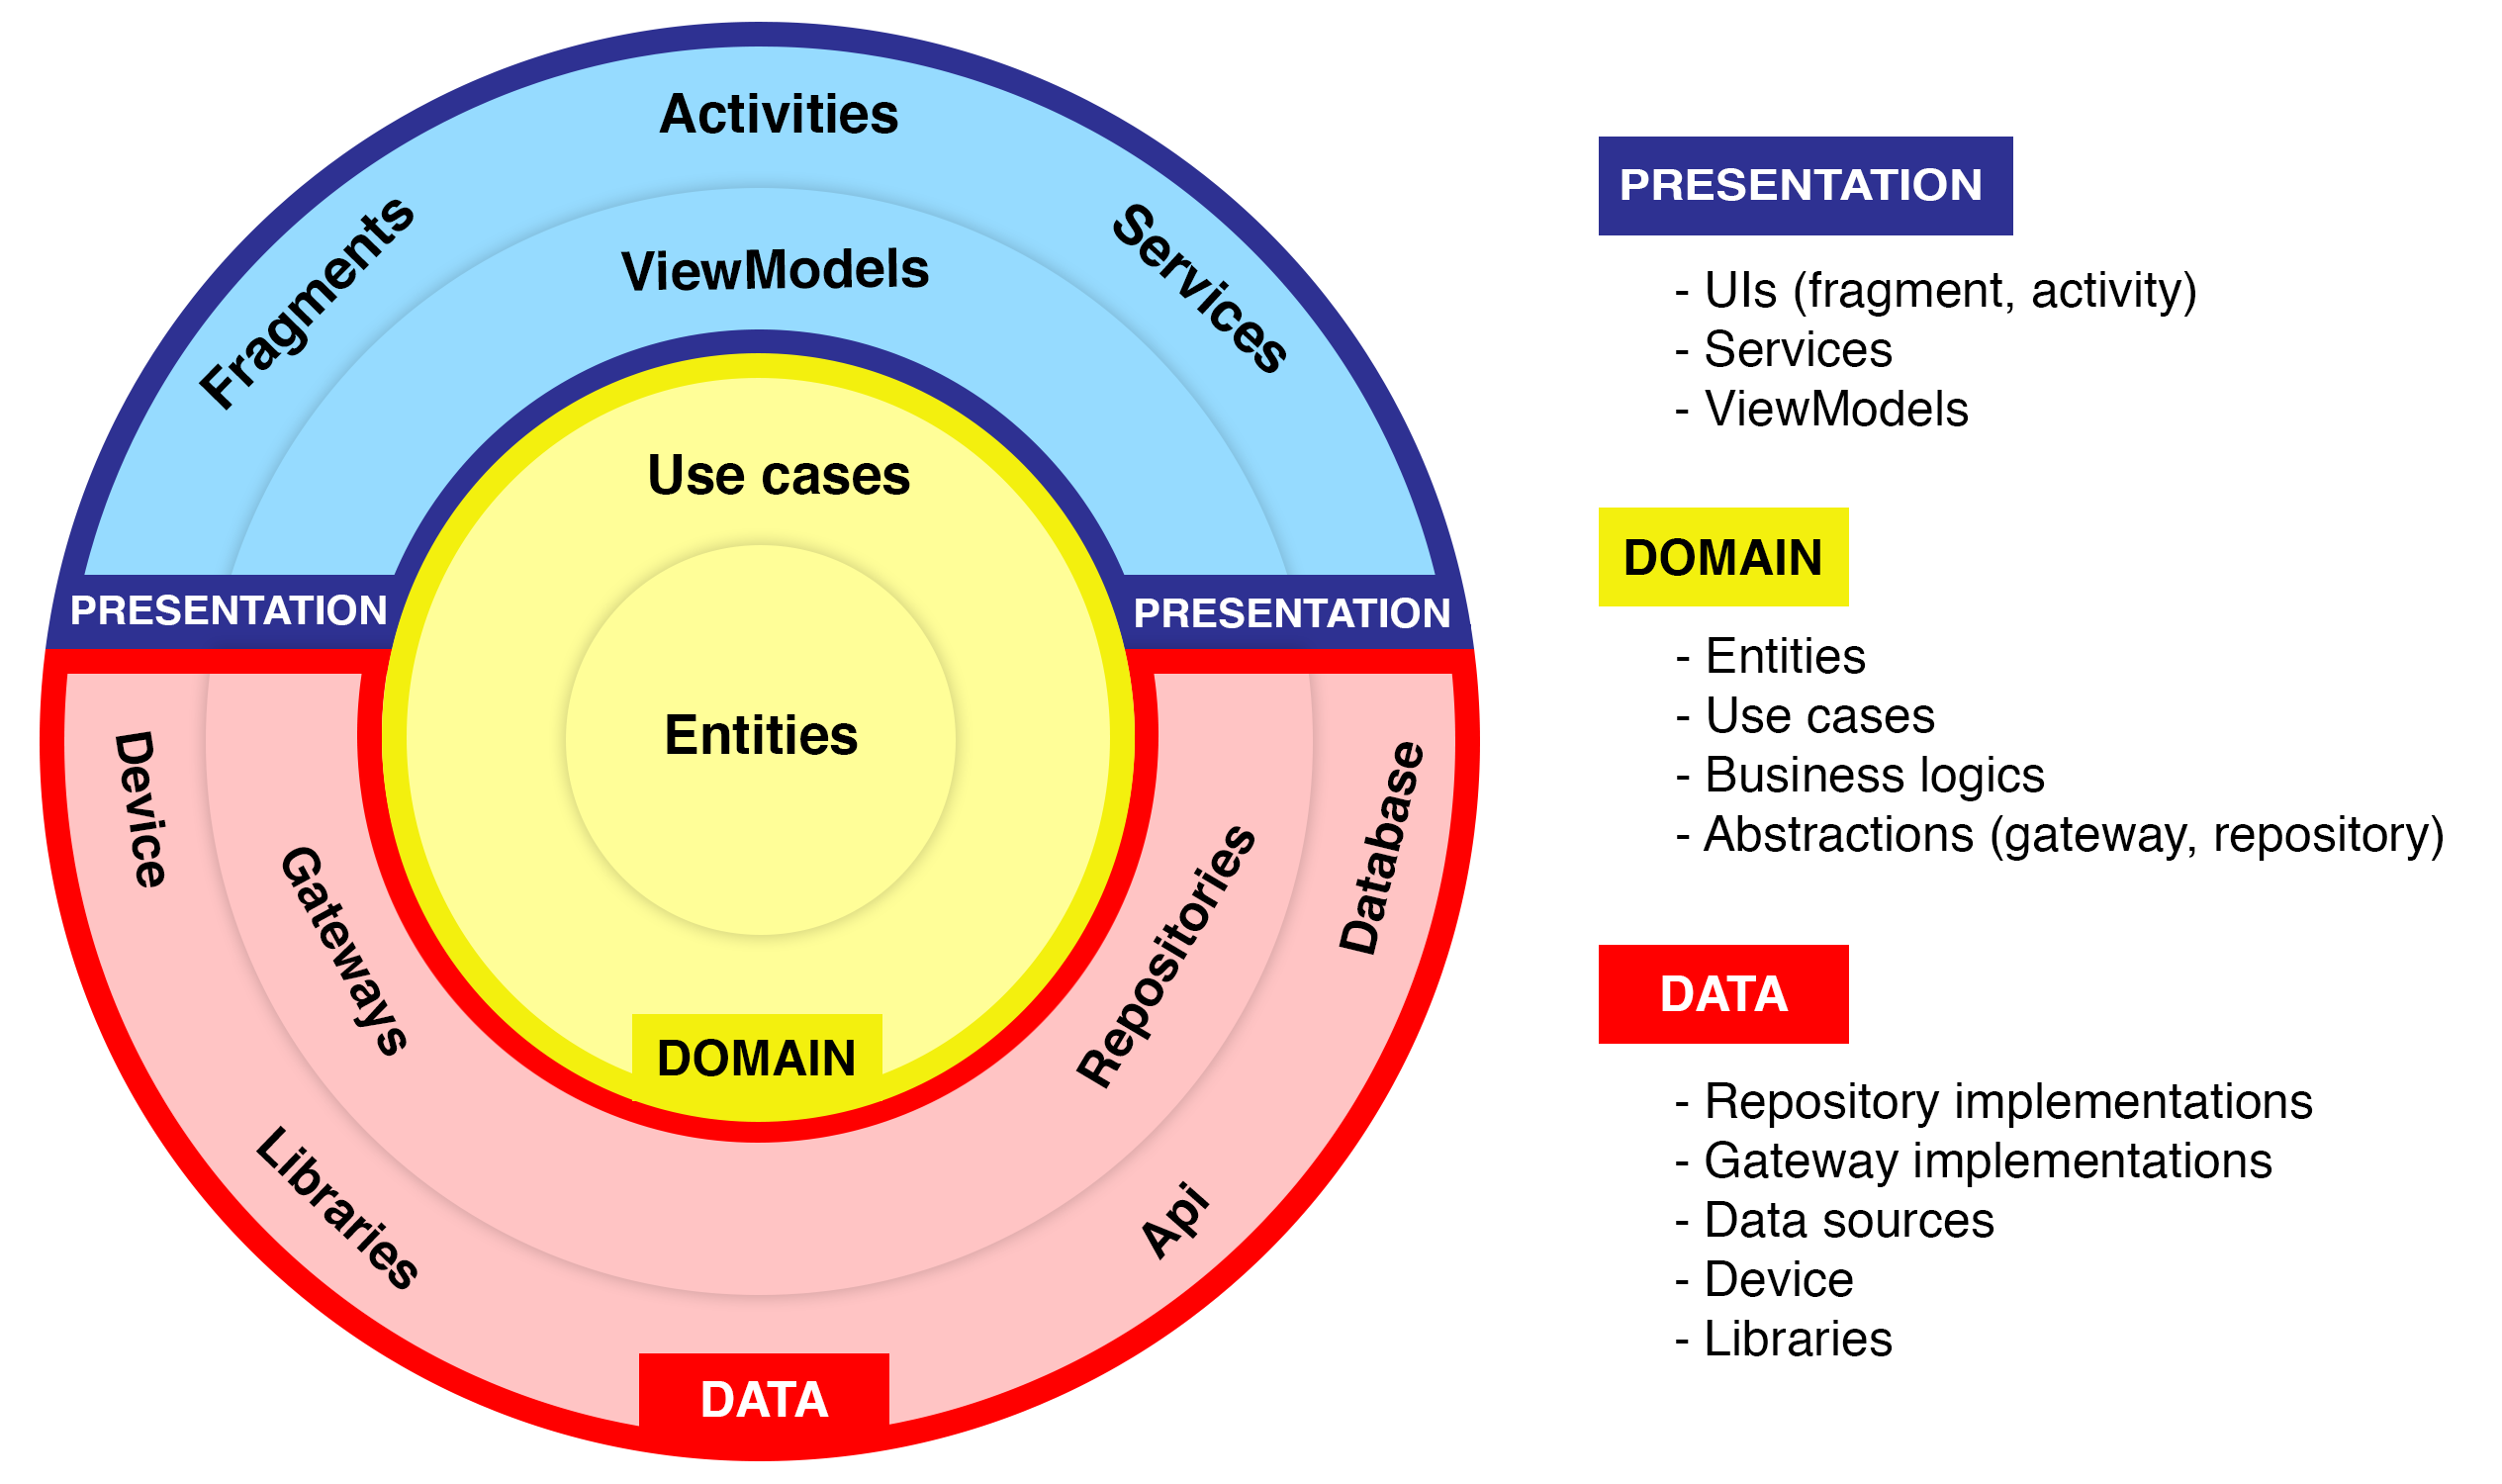 Activities
Fragments
Services
ViewModels
Use cases
PRESENTATION
PRESENTATION
Entities
Device
Database
Gateways
Repositories
DOMAIN
Libraries
Api
DATA
PRESENTATION
- UIs (fragment, activity)
- Services
- ViewModels
DOMAIN
- Entities
- Use cases
- Business logics
- Abstractions (gateway, repository)
DATA
- Repository implementations
- Gateway implementations
- Data sources
- Device
- Libraries